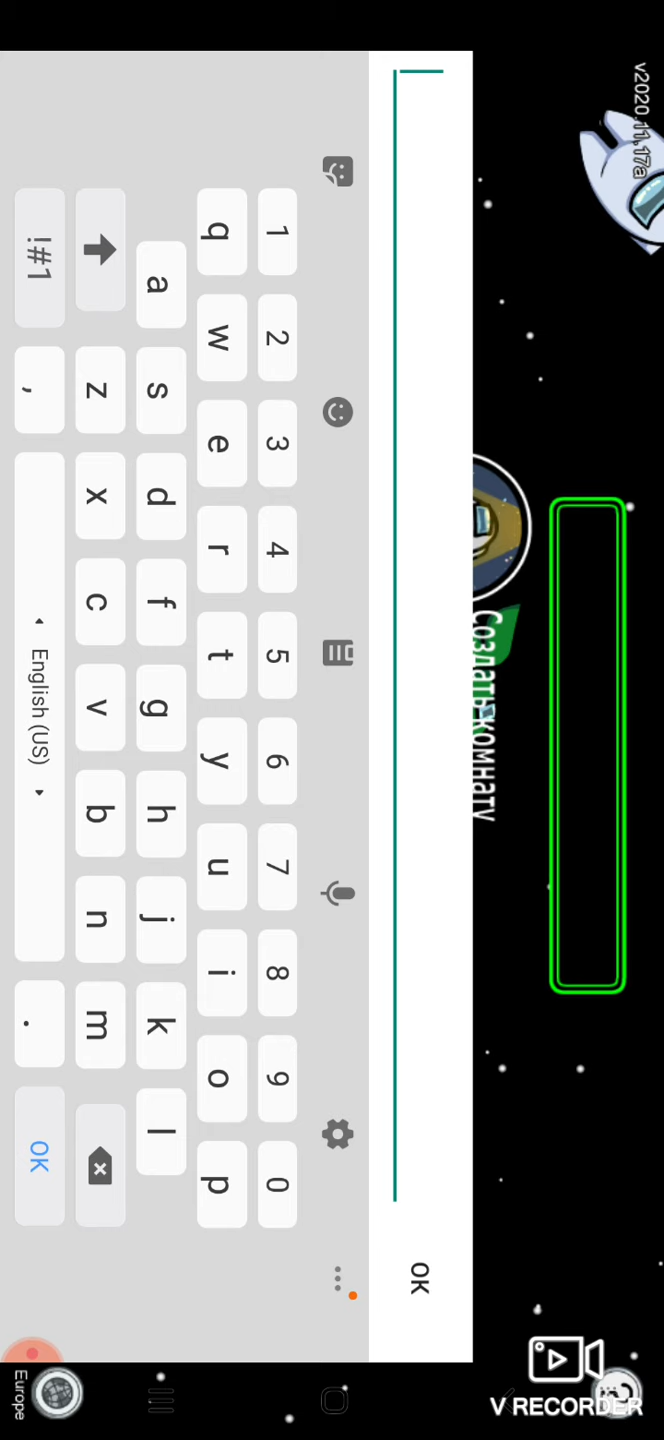 v2020.11.17a
Создать комнату
OK
1 2 3 4 5 6 7 8 9 0
q w e r t y u i o p
a s d f g h j k l
z x c v b n m
!#1 , English (US) . OK
Europe
V RECORDER